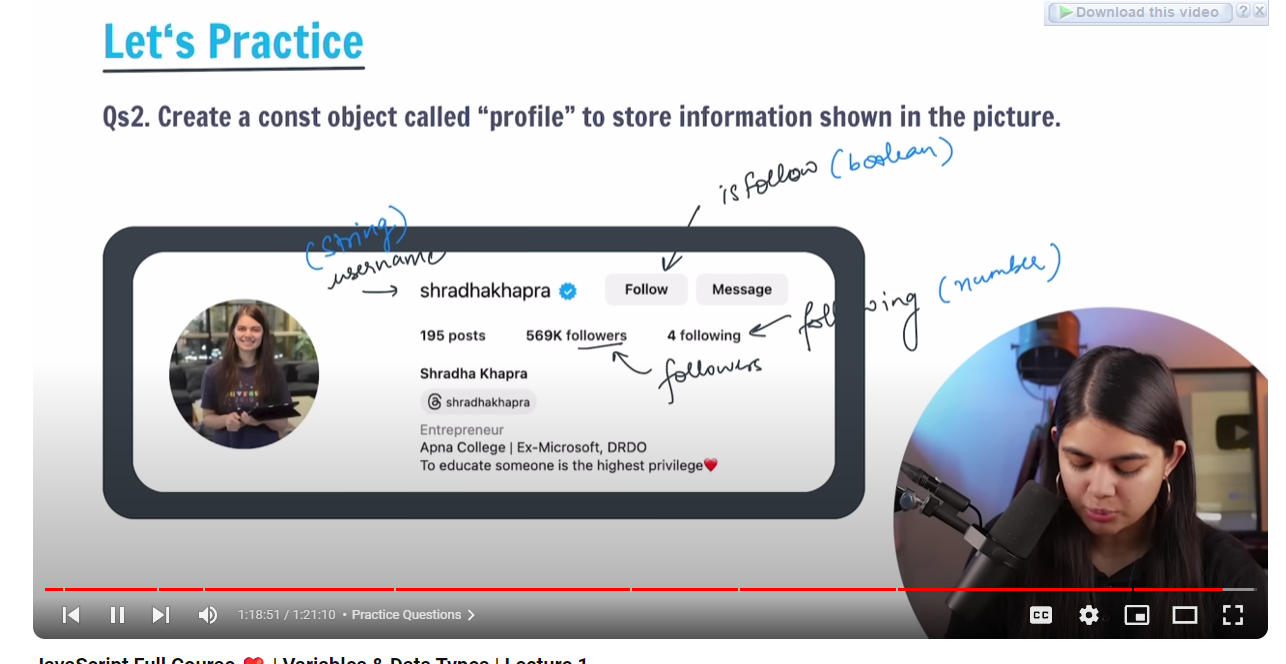 Download this video ? X
Let's Practice
Qs2. Create a const object called “profile” to store information shown in the picture.
isFollow (boolean)
(string)
username
shradhakhapra
Follow
Message
following (number)
195 posts
569K followers
4 following
followers
Shradha Khapra
shradhakhapra
Entrepreneur
Apna College | Ex-Microsoft, DRDO
To educate someone is the highest privilege❤️
1:18:51 / 1:21:10 • Practice Questions >
CC
JavaScript Full Course ❤️ | Variables & Data Types | Lecture 1